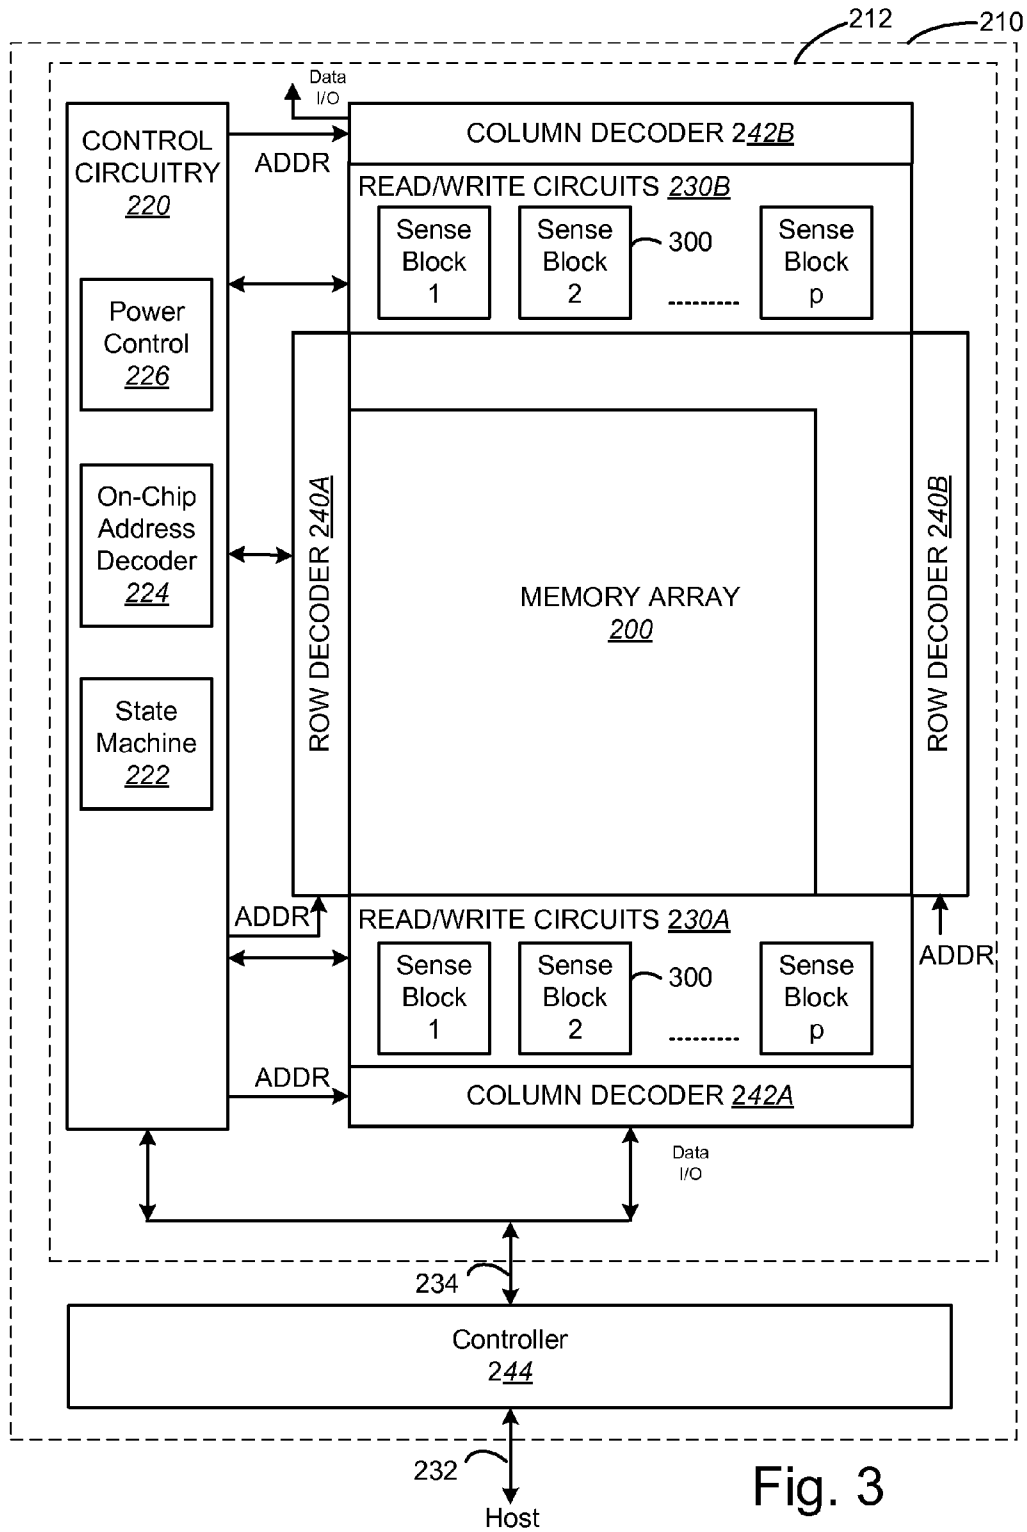 212
210
Data
I/O
CONTROL
CIRCUITRY
220
ADDR
COLUMN DECODER 242B
READ/WRITE CIRCUITS 230B
Sense
Block
1
Sense
Block
2
300
Sense
Block
p
Power
Control
226
On-Chip
Address
Decoder
224
State
Machine
222
ROW DECODER 240A
MEMORY ARRAY
200
ROW DECODER 240B
ADDR
READ/WRITE CIRCUITS 230A
ADDR
Sense
Block
1
Sense
Block
2
300
Sense
Block
p
ADDR
COLUMN DECODER 242A
Data
I/O
234
Controller
244
232
Host
Fig. 3